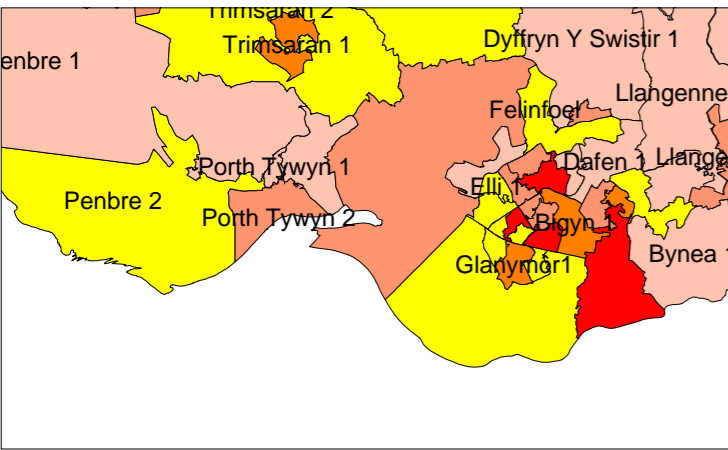 Trimsaran 2
Trimsaran 1
Dyffryn Y Swistir 1
enbre 1
Llangenne
Felinfoel
Porth Tywyn 1
Dafen 1
Llange
Elli 1
Penbre 2
Porth Tywyn 2
Bigyn 1
Bynea 1
Glanymor1